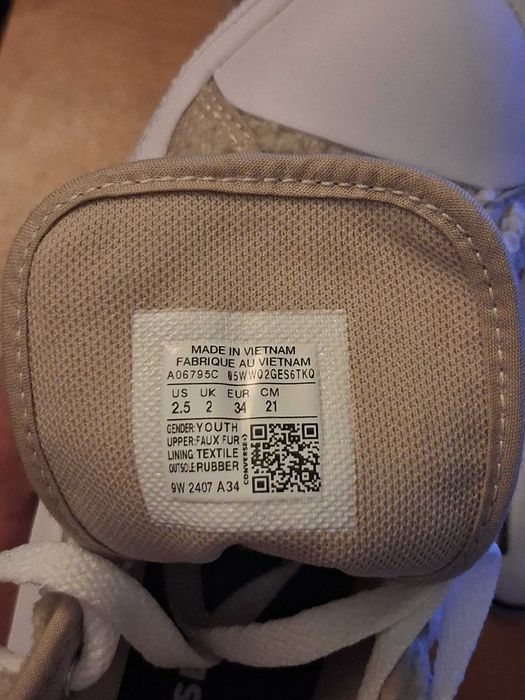 MADE IN VIETNAM
FABRIQUE AU VIETNAM
A06795C 05WWQ2GES6TKQ
US UK EUR CM
2.5 2 34 21
GENDER:YOUTH
UPPER:FAUX FUR
LINING TEXTILE
OUTSOLE RUBBER
CONVERSE
9W 2407 A34